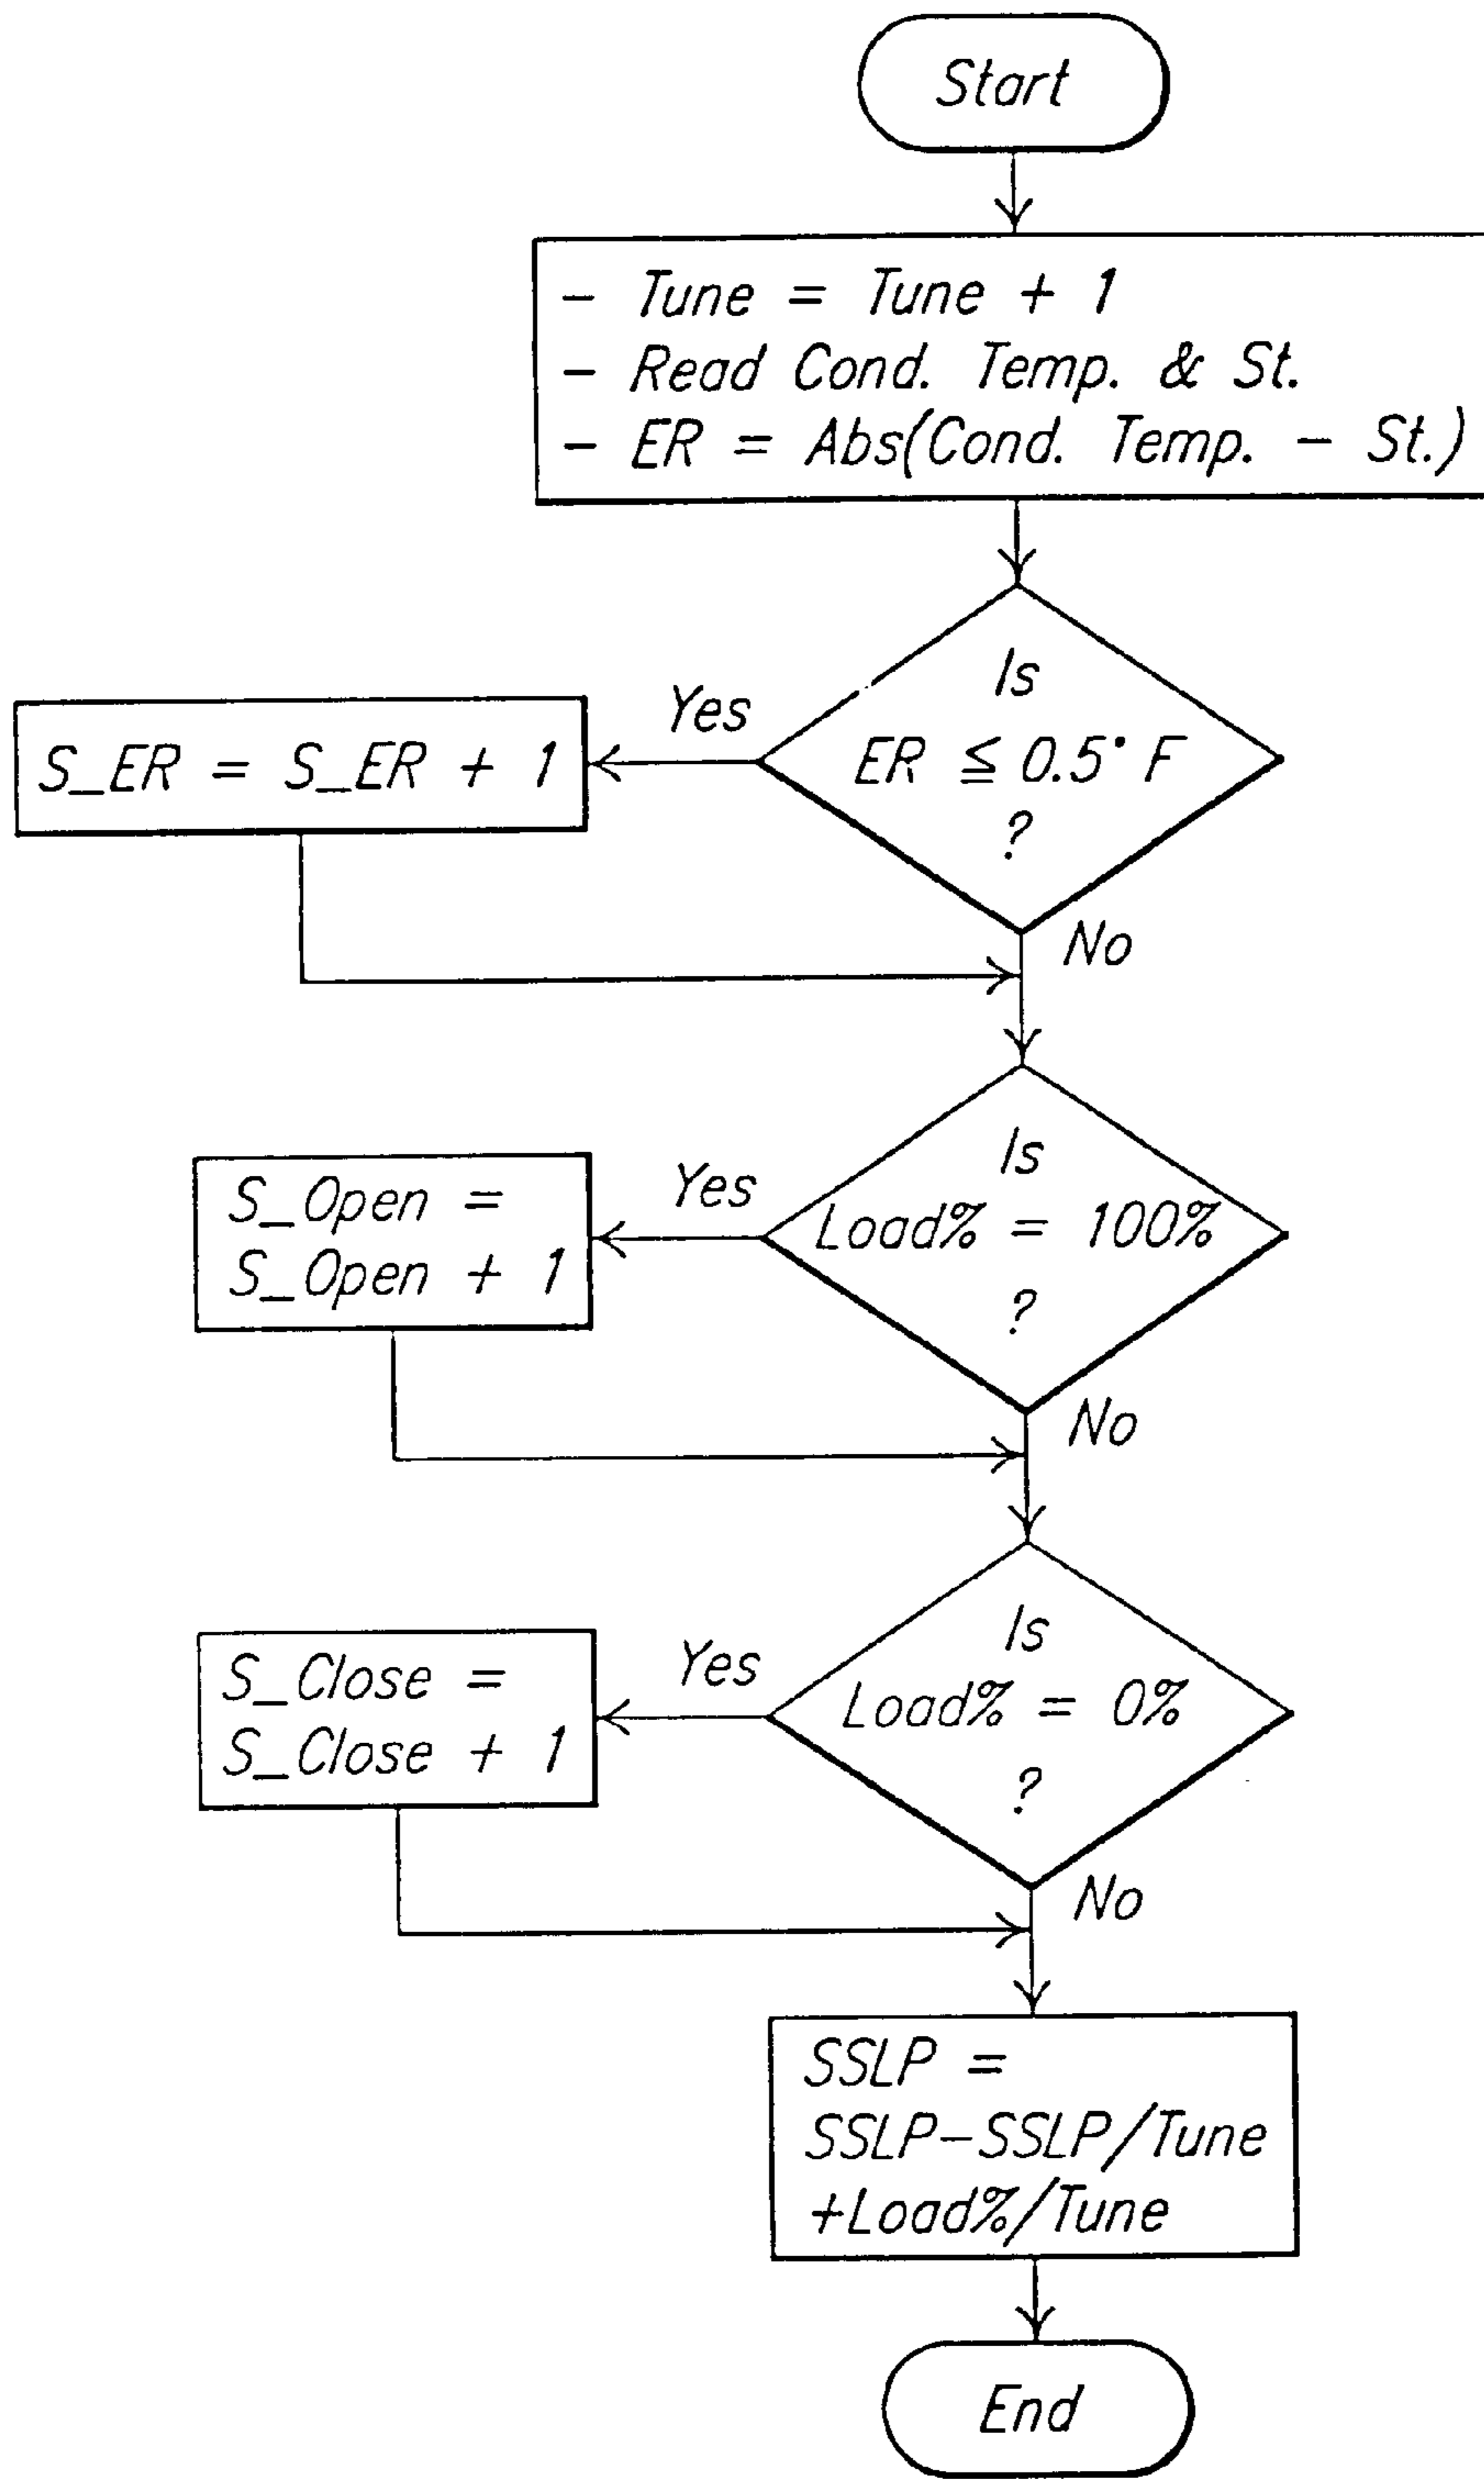 Start
- Tune = Tune + 1
- Read Cond. Temp. & St.
- ER = Abs(Cond. Temp. - St.)
Is
ER ≦ 0.5° F
?
Yes
S_ER = S_ER + 1
No
Is
Load% = 100%
?
Yes
S_Open =
S_Open + 1
No
Is
Load% = 0%
?
Yes
S_Close =
S_Close + 1
No
SSLP =
SSLP-SSLP/Tune
+Load%/Tune
End